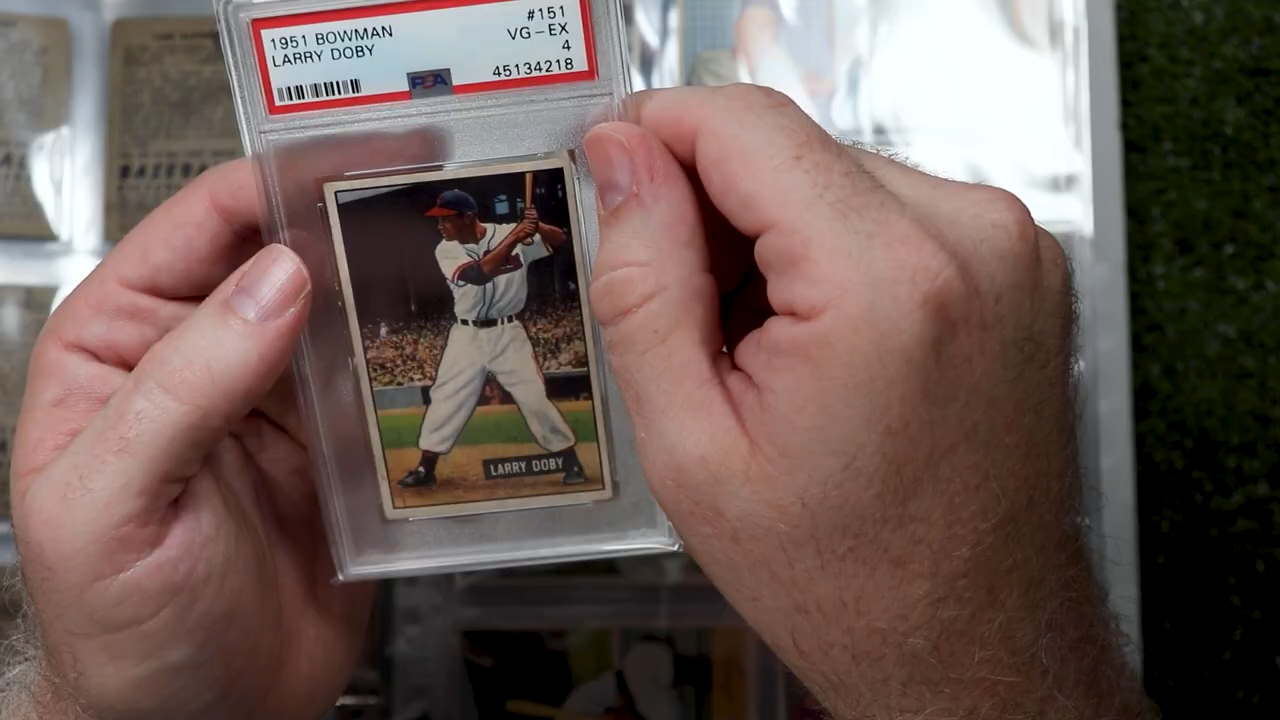 1951 BOWMAN #151
LARRY DOBY VG-EX
4
PSA 45134218
LARRY DOBY